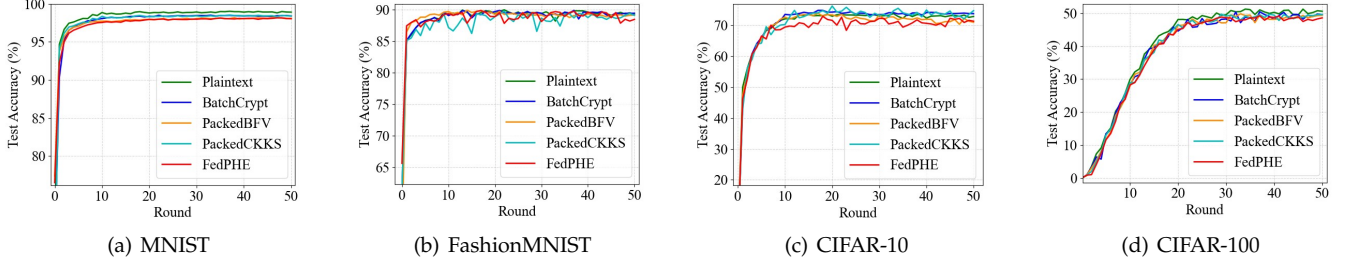 100
95
90
85
80
0
10
20
30
40
50
Test Accuracy (%)
Round
Plaintext
BatchCrypt
PackedBFV
PackedCKKS
FedPHE
(a) MNIST
90
85
80
75
70
65
0
10
20
30
40
50
Test Accuracy (%)
Round
Plaintext
BatchCrypt
PackedBFV
PackedCKKS
FedPHE
(b) FashionMNIST
70
60
50
40
30
20
0
10
20
30
40
50
Test Accuracy (%)
Round
Plaintext
BatchCrypt
PackedBFV
PackedCKKS
FedPHE
(c) CIFAR-10
50
40
30
20
10
0
10
20
30
40
50
Test Accuracy (%)
Round
Plaintext
BatchCrypt
PackedBFV
PackedCKKS
FedPHE
(d) CIFAR-100